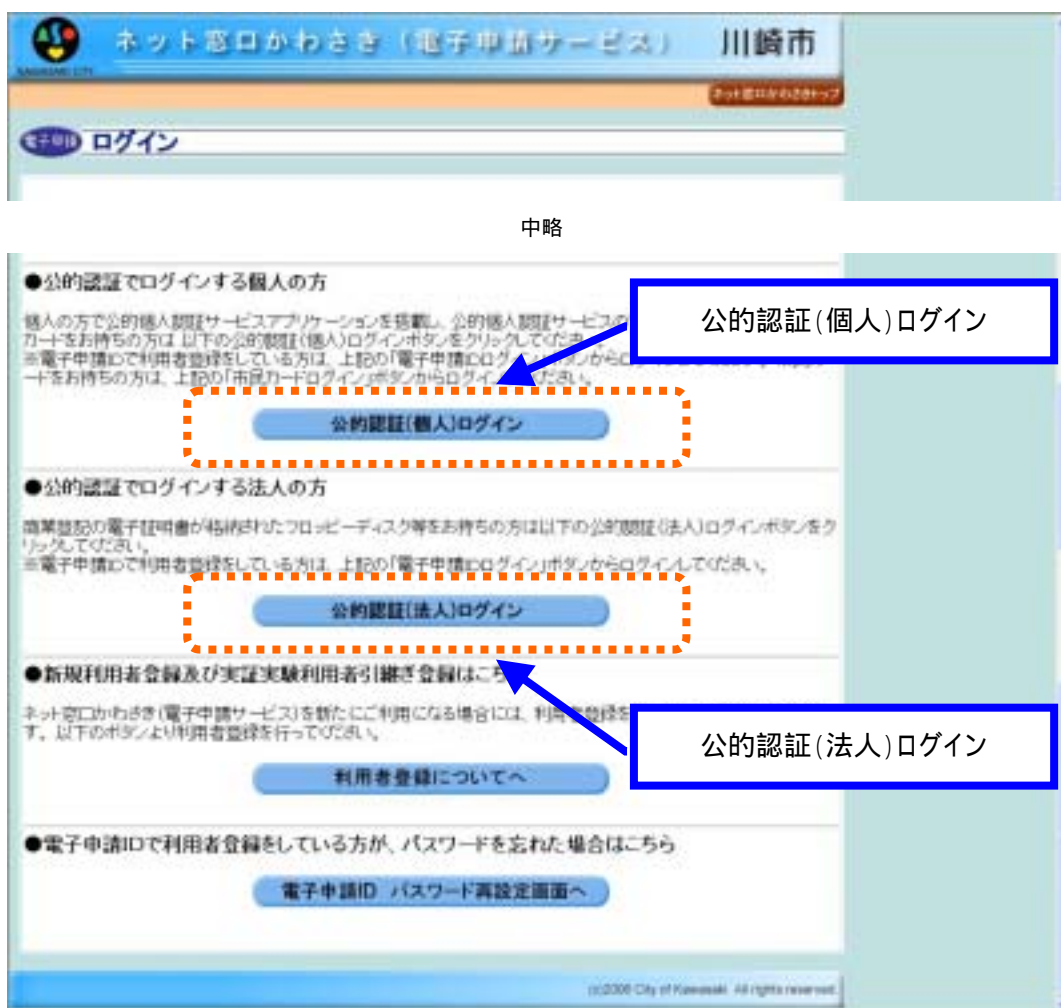 KAWASAKI CITY
ネット窓口かわさき(電子申請サービス)
川崎市
ネット窓口かわさきトップ
電子申請 ログイン
中略
●公的認証でログインする個人の方
個人の方で公的個人認証サービスアプリケーションを搭載し、公的個人認証サービスの
カードをお持ちの方は以下の公的認証(個人)ログインボタンをクリックしてくださ
※電子申請IDで利用者登録をしている方は、上記の「電子申請IDログイン」ボタンからロ
ードをお持ちの方は、上記の「市民カードログイン」ボタンからログインしてください。
公的認証(個人)ログイン
公的認証(個人)ログイン
●公的認証でログインする法人の方
商業登記の電子証明書が格納されたフロッピーディスク等をお持ちの方は以下の公的認証(法人)ログインボタンをク
リックしてください。
※電子申請IDで利用者登録をしている方は、上記の「電子申請IDログイン」ボタンからログインしてください。
公的認証(法人)ログイン
●新規利用者登録及び実証実験利用者引継ぎ登録はこち
ネット窓口かわさき(電子申請サービス)を新たにご利用になる場合には、利用者登録を
す。以下のボタンより利用者登録を行ってください。
公的認証(法人)ログイン
利用者登録についてへ
●電子申請IDで利用者登録をしている方が、パスワードを忘れた場合はこちら
電子申請ID パスワード再設定画面へ
(c)2006 City of Kawasaki. All rights reserved.